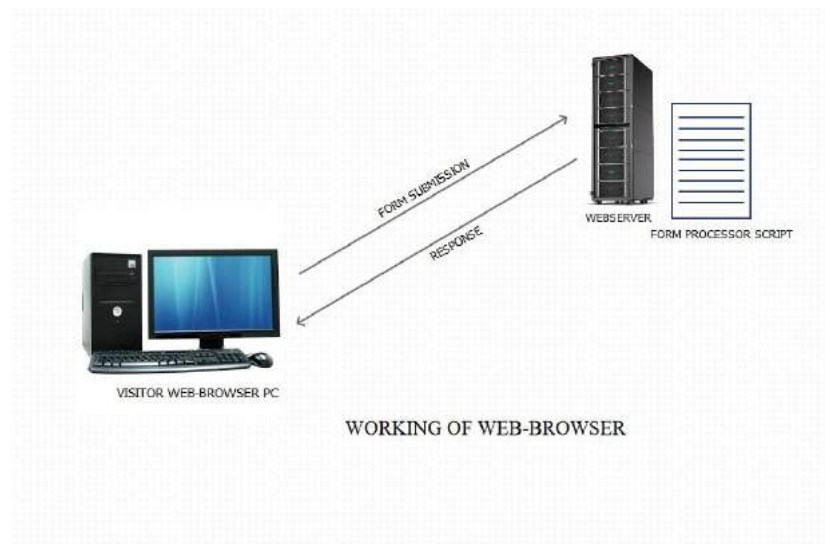 FORM SUBMISSION
RESPONSE
WEBSERVER
FORM PROCESSOR SCRIPT
VISITOR WEB-BROWSER PC
WORKING OF WEB-BROWSER